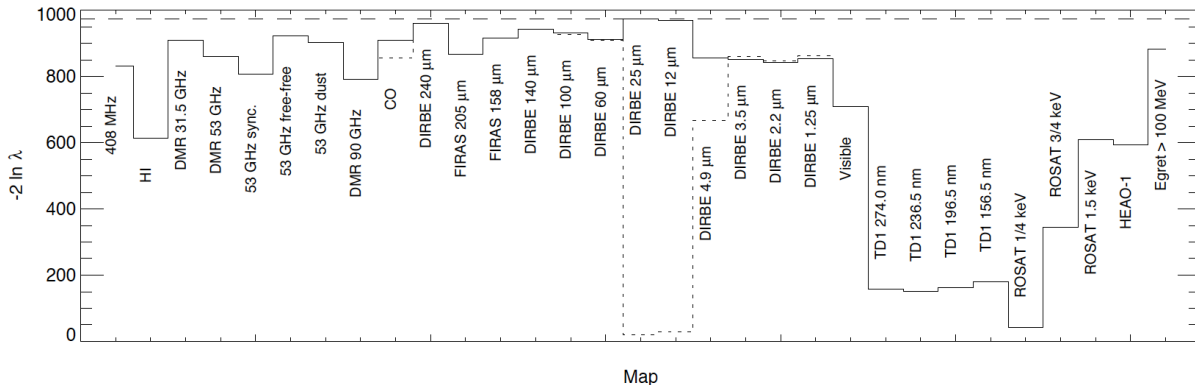 1000
800
600
400
200
0
-2 ln λ
408 MHz
HI
DMR 31.5 GHz
DMR 53 GHz
53 GHz sync.
53 GHz free-free
53 GHz dust
DMR 90 GHz
CO
DIRBE 240 μm
FIRAS 205 μm
FIRAS 158 μm
DIRBE 140 μm
DIRBE 100 μm
DIRBE 60 μm
DIRBE 25 μm
DIRBE 12 μm
DIRBE 4.9 μm
DIRBE 3.5 μm
DIRBE 2.2 μm
DIRBE 1.25 μm
Visible
TD1 274.0 nm
TD1 236.5 nm
TD1 196.5 nm
TD1 156.5 nm
ROSAT 1/4 keV
ROSAT 3/4 keV
ROSAT 1.5 keV
HEAO-1
Egret > 100 MeV
Map